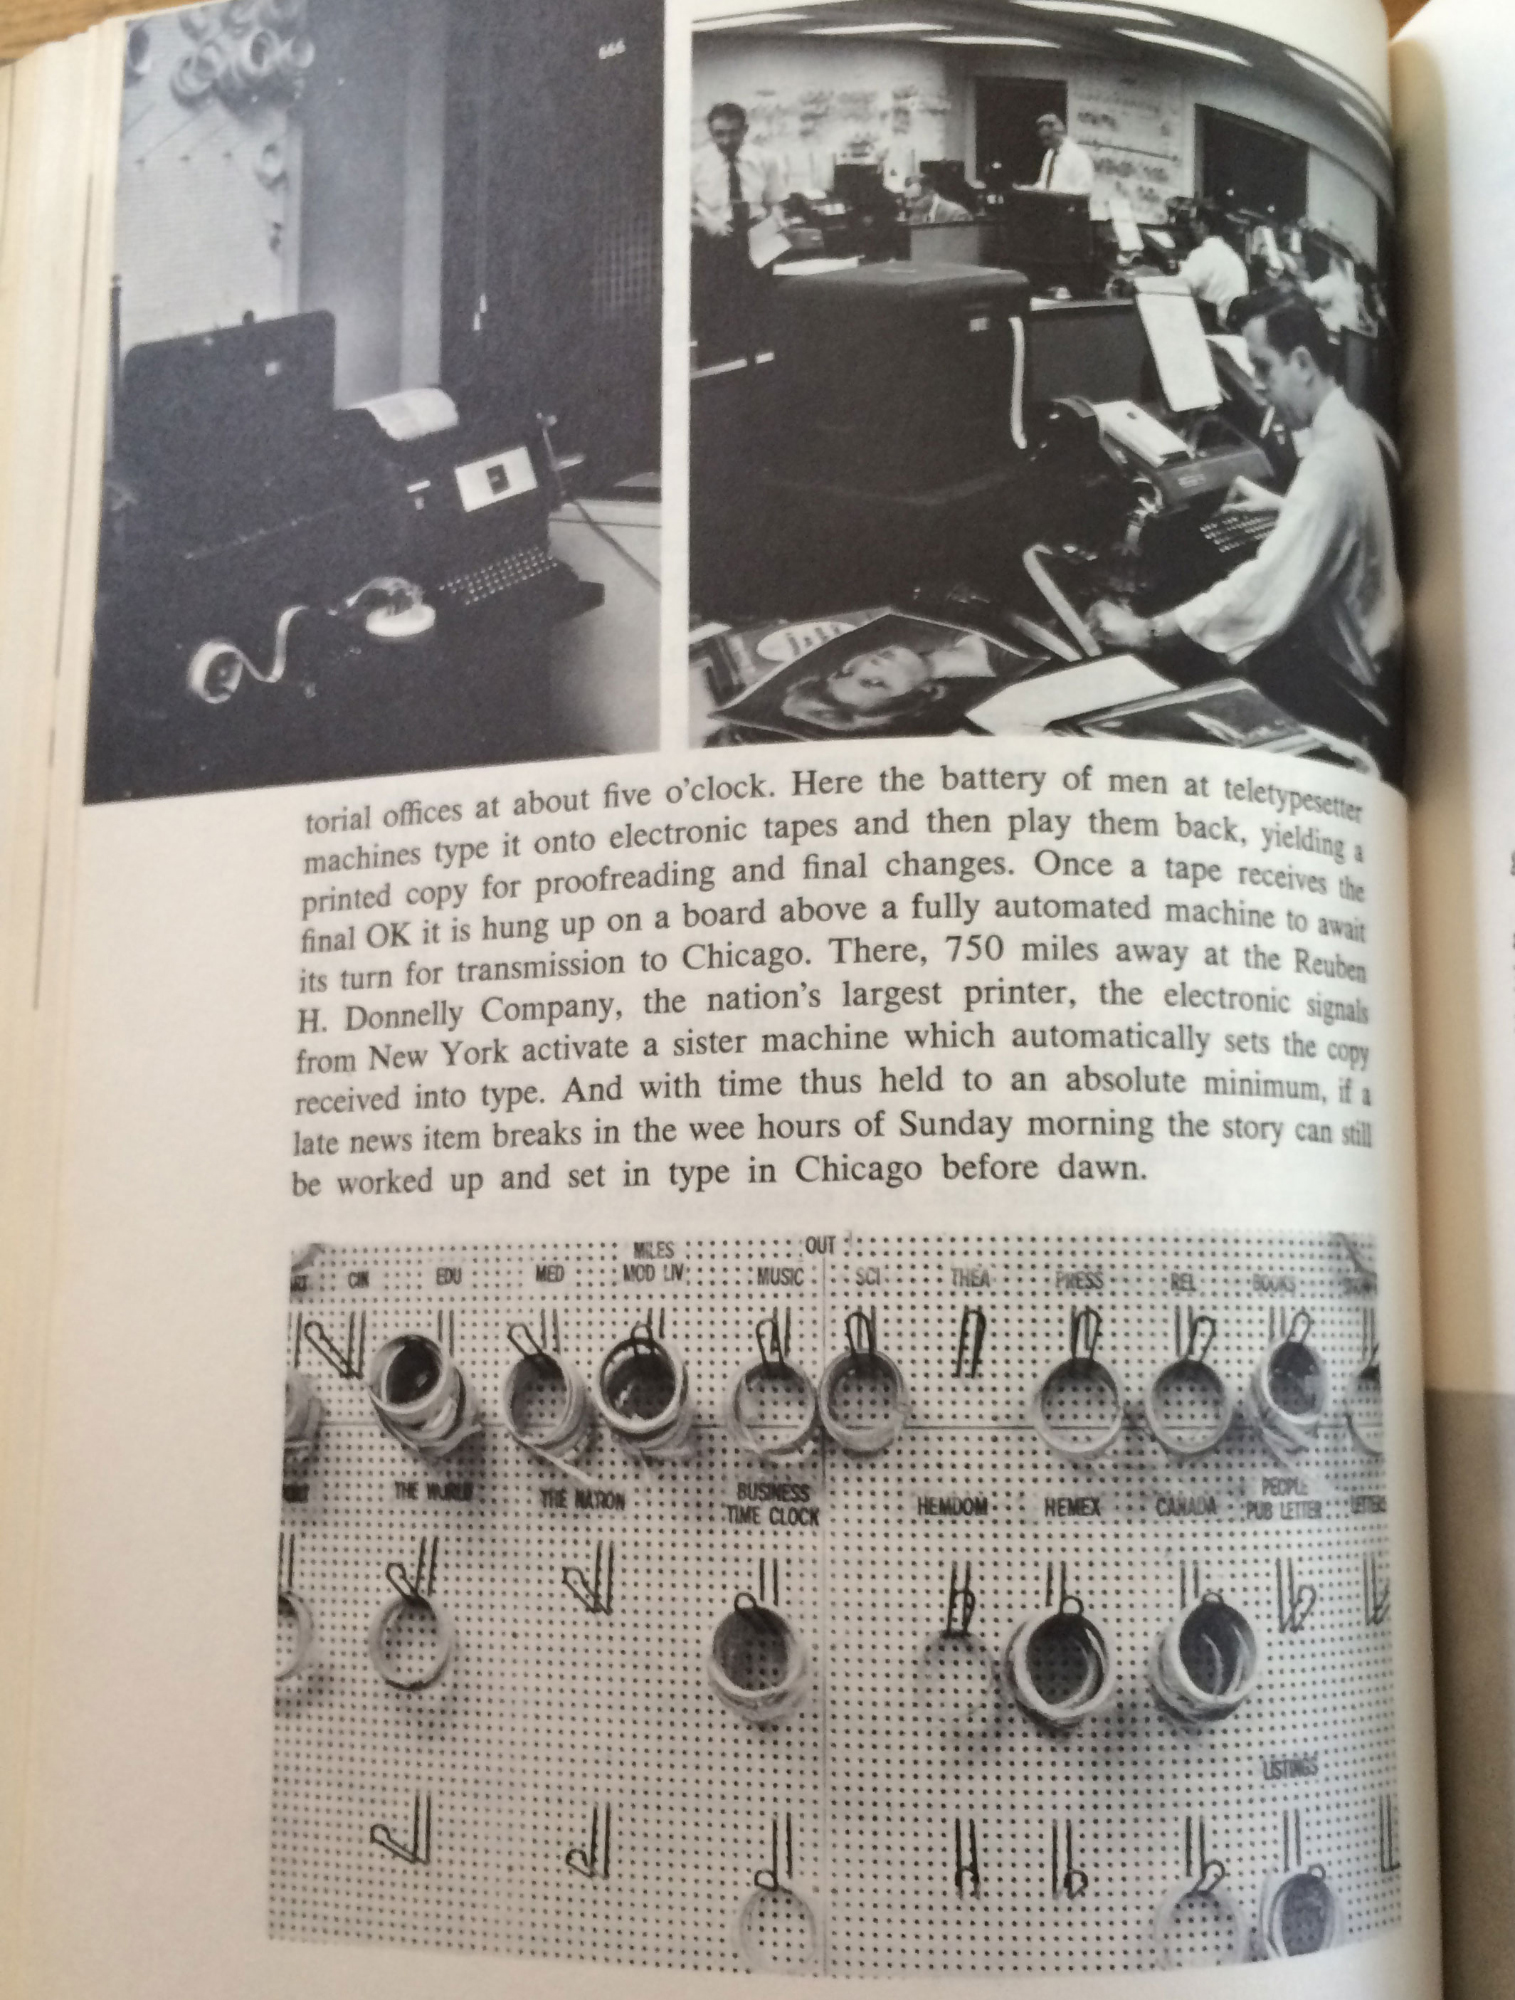 torial offices at about five o'clock. Here the battery of men at teletypesetter
machines type it onto electronic tapes and then play them back, yielding a
printed copy for proofreading and final changes. Once a tape receives the
final OK it is hung up on a board above a fully automated machine to await
its turn for transmission to Chicago. There, 750 miles away at the Reuben
H. Donnelly Company, the nation's largest printer, the electronic signals
from New York activate a sister machine which automatically sets the copy
received into type. And with time thus held to an absolute minimum, if a
late news item breaks in the wee hours of Sunday morning the story can still
be worked up and set in type in Chicago before dawn.
MILES OUT
CIN EDU MED MOD LIV MUSIC SCI THEA PRESS REL BOOKS
THE WORLD THE NATION BUSINESS HEMDOM HEMEX CANADA PEOPLE
TIME CLOCK PUB LETTER LETTERS
LISTINGS